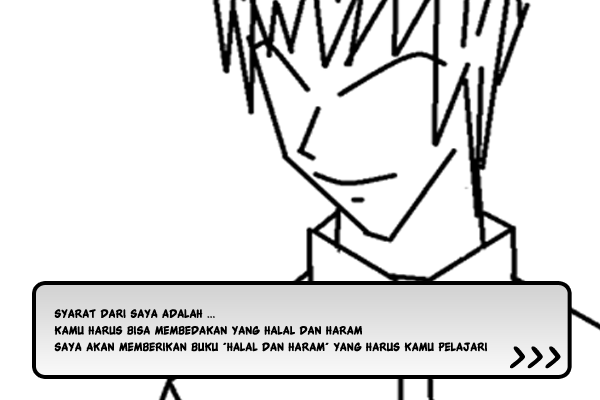 SYARAT DARI SAYA ADALAH ...
KAMU HARUS BISA MEMBEDAKAN YANG HALAL DAN HARAM
SAYA AKAN MEMBERIKAN BUKU "HALAL DAN HARAM" YANG HARUS KAMU PELAJARI